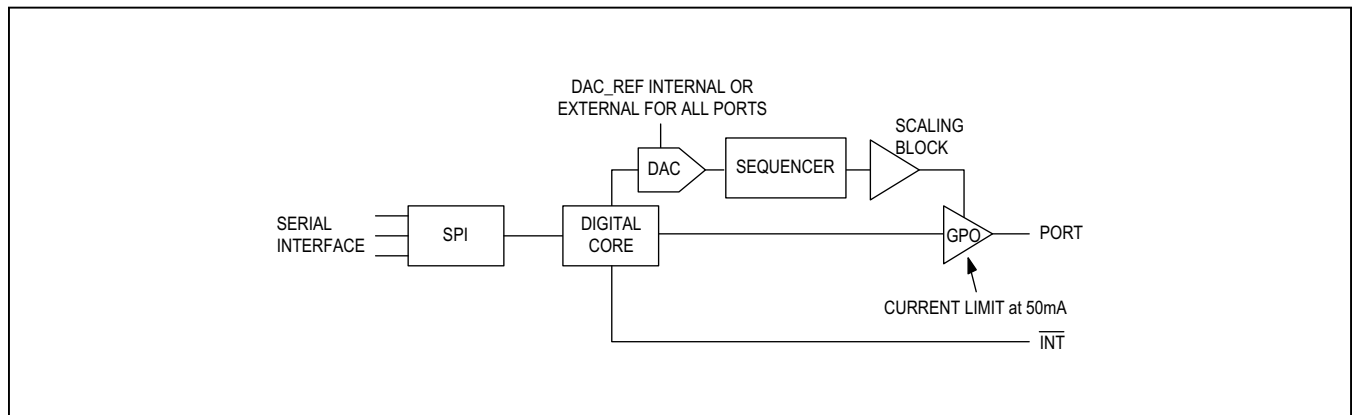 DAC_REF INTERNAL OR
EXTERNAL FOR ALL PORTS
SCALING
BLOCK
DAC
SEQUENCER
SERIAL
INTERFACE
SPI
DIGITAL
CORE
GPO
PORT
CURRENT LIMIT at 50mA
I̅N̅T̅